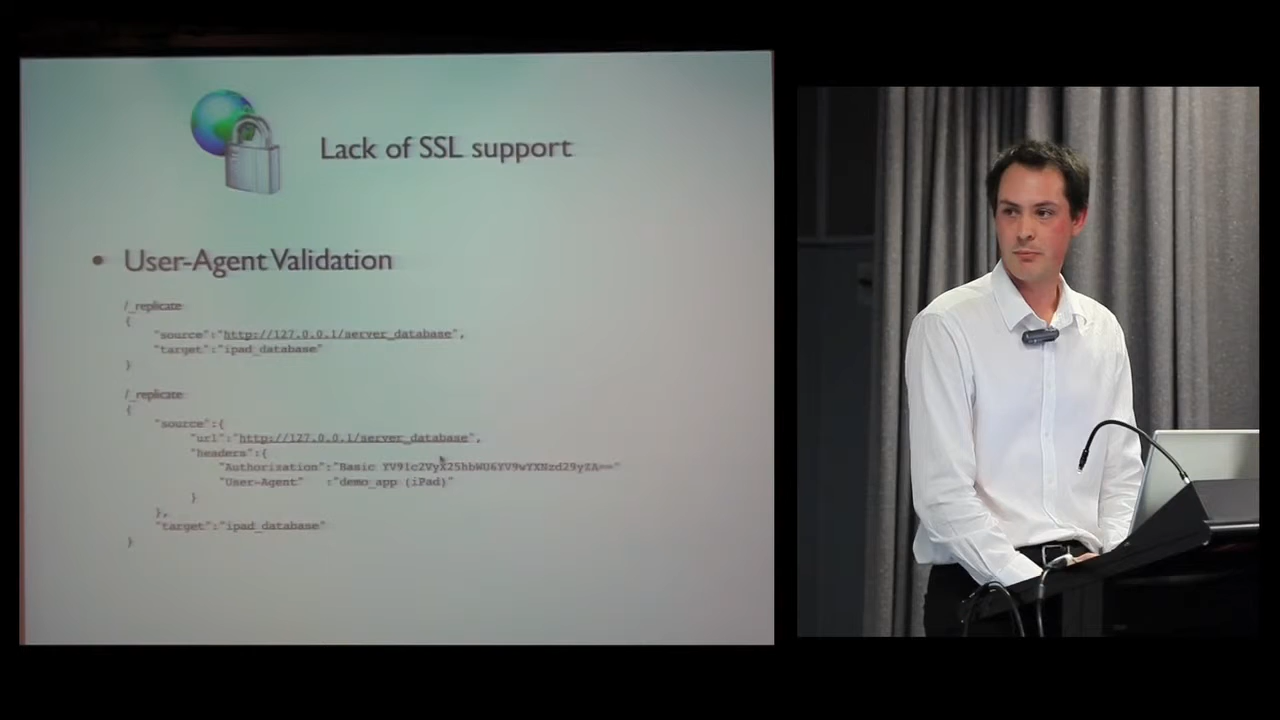 Lack of SSL support
• User-Agent Validation
/_replicate
{
"source":"http://127.0.0.1/server_database",
"target":"ipad_database"
}
/_replicate
{
"source":{
"url":"http://127.0.0.1/server_database",
"headers":{
"Authorization":"Basic YV91c2VyX25hbWU6YV9wYXNzd29yZA=="
"User-Agent" :"demo_app (iPad)"
}
},
"target":"ipad_database"
}